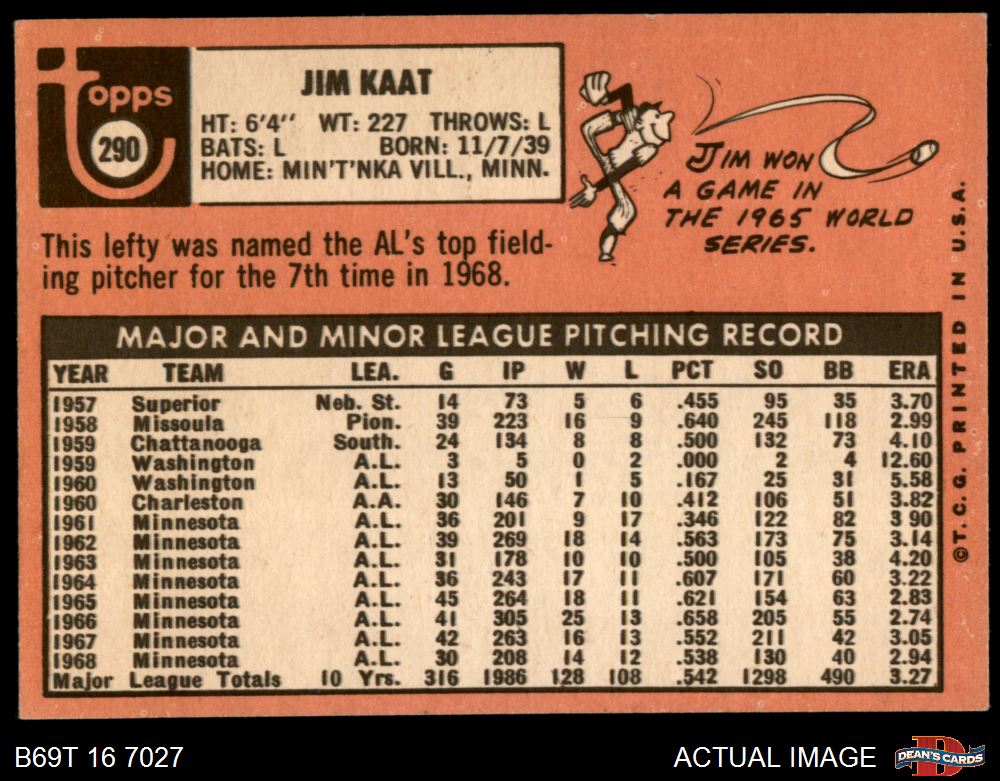 Topps
290
JIM KAAT
HT: 6'4'' WT: 227 THROWS: L
BATS: L BORN: 11/7/39
HOME: MIN'T'NKA VILL., MINN.
JIM WON
A GAME IN
THE 1965 WORLD
SERIES.
This lefty was named the AL's top field-
ing pitcher for the 7th time in 1968.
MAJOR AND MINOR LEAGUE PITCHING RECORD
YEAR TEAM LEA. G IP W L PCT SO BB ERA
1957 Superior Neb. St. 14 73 5 6 .455 95 35 3.70
1958 Missoula Pion. 39 223 16 9 .640 245 118 2.99
1959 Chattanooga South. 24 134 8 8 .500 132 73 4.10
1959 Washington A.L. 3 5 0 2 .000 2 4 12.60
1960 Washington A.L. 13 50 1 5 .167 25 31 5.58
1960 Charleston A.A. 30 146 7 10 .412 106 51 3.82
1961 Minnesota A.L. 36 201 9 17 .346 122 82 3 90
1962 Minnesota A.L. 39 269 18 14 .563 173 75 3.14
1963 Minnesota A.L. 31 178 10 10 .500 105 38 4.20
1964 Minnesota A.L. 36 243 17 11 .607 171 60 3.22
1965 Minnesota A.L. 45 264 18 11 .621 154 63 2.83
1966 Minnesota A.L. 41 305 25 13 .658 205 55 2.74
1967 Minnesota A.L. 42 263 16 13 .552 211 42 3.05
1968 Minnesota A.L. 30 208 14 12 .538 130 40 2.94
Major League Totals 10 Yrs. 316 1986 128 108 .542 1298 490 3.27
©T. C. G. PRINTED IN U.S.A.
B69T 16 7027
ACTUAL IMAGE
DEAN'S CARDS